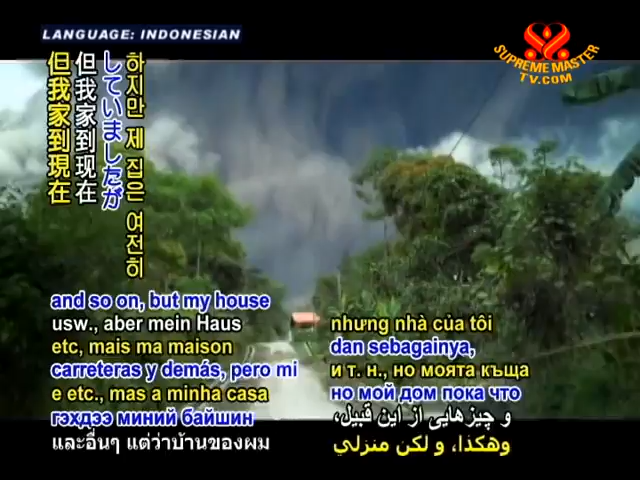 LANGUAGE: INDONESIAN
SUPREME MASTER
TV.COM
하지만 제 집은 여전히
していましたが
但我家到现在
但我家到現在
and so on, but my house
usw., aber mein Haus
etc, mais ma maison
carreteras y demás, pero mi
e etc., mas a minha casa
гэхдээ миний байшин
และอื่นๆ แต่ว่าบ้านของผม
nhưng nhà của tôi
dan sebagainya,
и т. н., но моята къща
но мой дом пока что
و چیزهایی از این قبیل،
وهكذا، و لكن منزلي